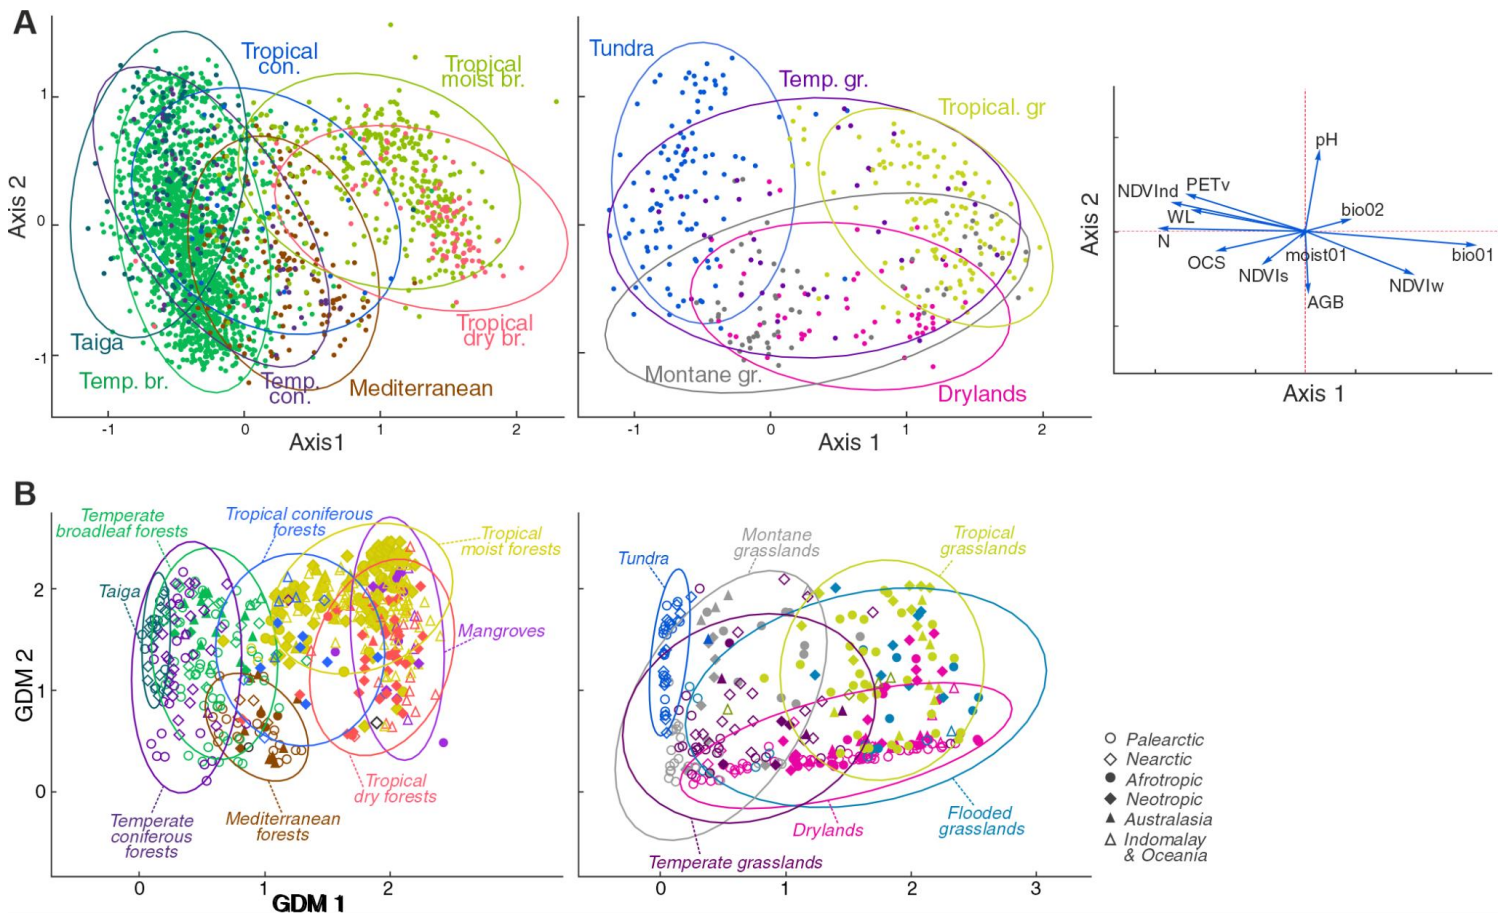 A
Tropical
con.
Tropical
moist br.
Taiga
Temp. br.
Temp.
con.
Mediterranean
Tropical
dry br.
Axis 2
1
0
-1
-1
0
1
2
Axis1
Tundra
Temp. gr.
Tropical. gr
Montane gr.
Drylands
-1
0
1
2
Axis 1
pH
NDVInd
PETv
WL
bio02
N
OCS
moist01
bio01
NDVIs
NDVIw
AGB
Axis 2
Axis 1
B
Temperate
broadleaf forests
Tropical coniferous
forests
Tropical
moist forests
Taiga
Mangroves
Tropical
dry forests
Mediterranean
forests
Temperate
coniferous
forests
GDM 2
2
1
0
0
1
2
GDM 1
Tundra
Montane
grasslands
Tropical
grasslands
Drylands
Flooded
grasslands
Temperate grasslands
0
1
2
3
Palearctic
Nearctic
Afrotropic
Neotropic
Australasia
Indomalay
& Oceania